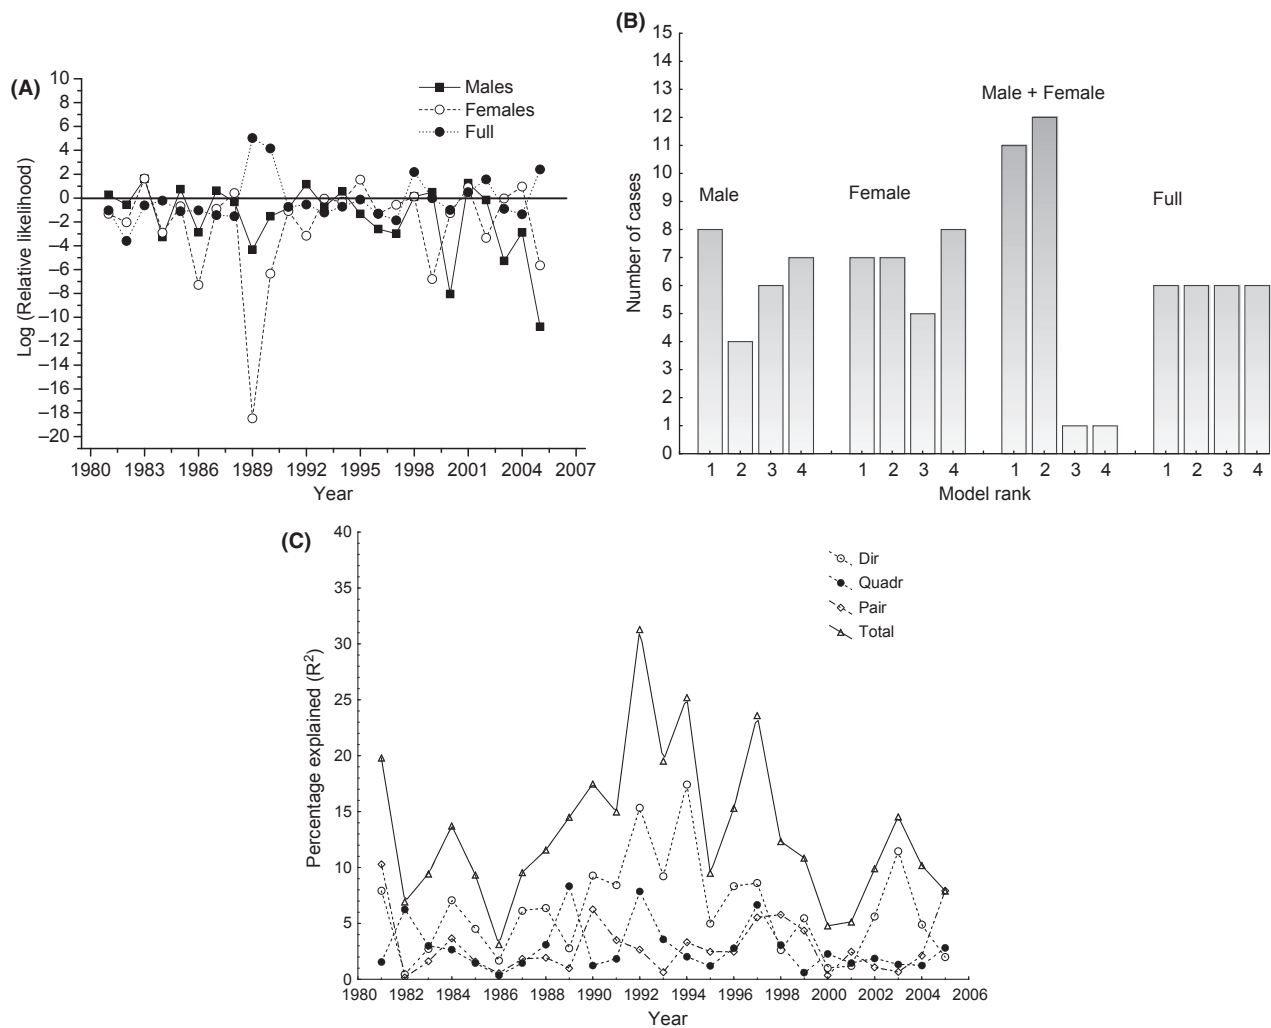 (A)
10
8
6
4
2
0
–2
–4
–6
–8
–10
–12
–14
–16
–18
–20
Log (Relative likelihood)
Males
Females
Full
1980 1983 1986 1989 1992 1995 1998 2001 2004 2007
Year
(B)
15
14
13
12
11
10
9
8
7
6
5
4
3
2
1
0
Number of cases
Male
Female
Male + Female
Full
1 2 3 4 1 2 3 4 1 2 3 4 1 2 3 4
Model rank
(C)
40
35
30
25
20
15
10
5
0
Percentage explained (R²)
Dir
Quadr
Pair
Total
1980 1982 1984 1986 1988 1990 1992 1994 1996 1998 2000 2002 2004 2006
Year